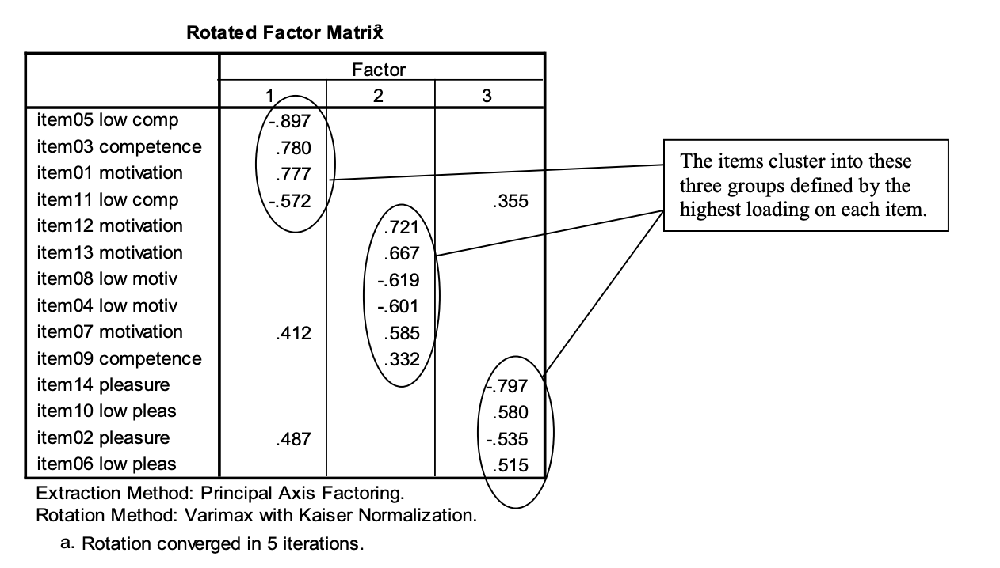 Rotated Factor Matrixa
Factor
1 2 3
item05 low comp -.897
item03 competence .780
item01 motivation .777
item11 low comp -.572 .355
item12 motivation .721
item13 motivation .667
item08 low motiv -.619
item04 low motiv -.601
item07 motivation .412 .585
item09 competence .332
item14 pleasure -.797
item10 low pleas .580
item02 pleasure .487 -.535
item06 low pleas .515
Extraction Method: Principal Axis Factoring.
Rotation Method: Varimax with Kaiser Normalization.
a. Rotation converged in 5 iterations.
The items cluster into these
three groups defined by the
highest loading on each item.